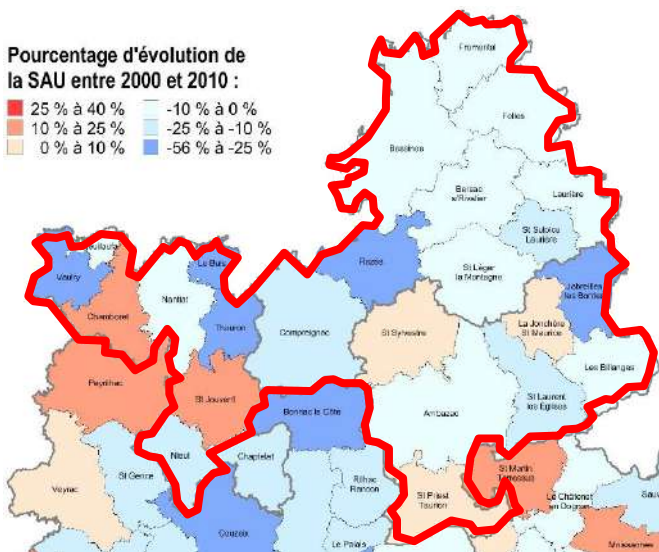 Pourcentage d'évolution de
la SAU entre 2000 et 2010 :
25 % à 40 %
10 % à 25 %
0 % à 10 %
-10 % à 0 %
-25 % à -10 %
-56 % à -25 %
Fromental
Folles
Bessines
Bersac
s/Rivalier
Laurière
St Sulpice
Laurière
Razès
St Léger
la Montagne
Jabreilles
les Bordes
Vaulry
Le Buis
Nantiat
Chamboret
Thouron
Compreignac
St Sylvestre
La Jonchère
St Maurice
Les Billanges
Peyrilhac
St Jouvent
Bonnac la Côte
Ambazac
St Laurent
les Eglises
Nieul
St Gence
Chaptelat
Veyrac
Rilhac
Rancon
St Priest
Taurion
St Martin
Terressus
Le Châtenet
en Dognon
Sauv
Couzeix
Le Palais
Moissannes